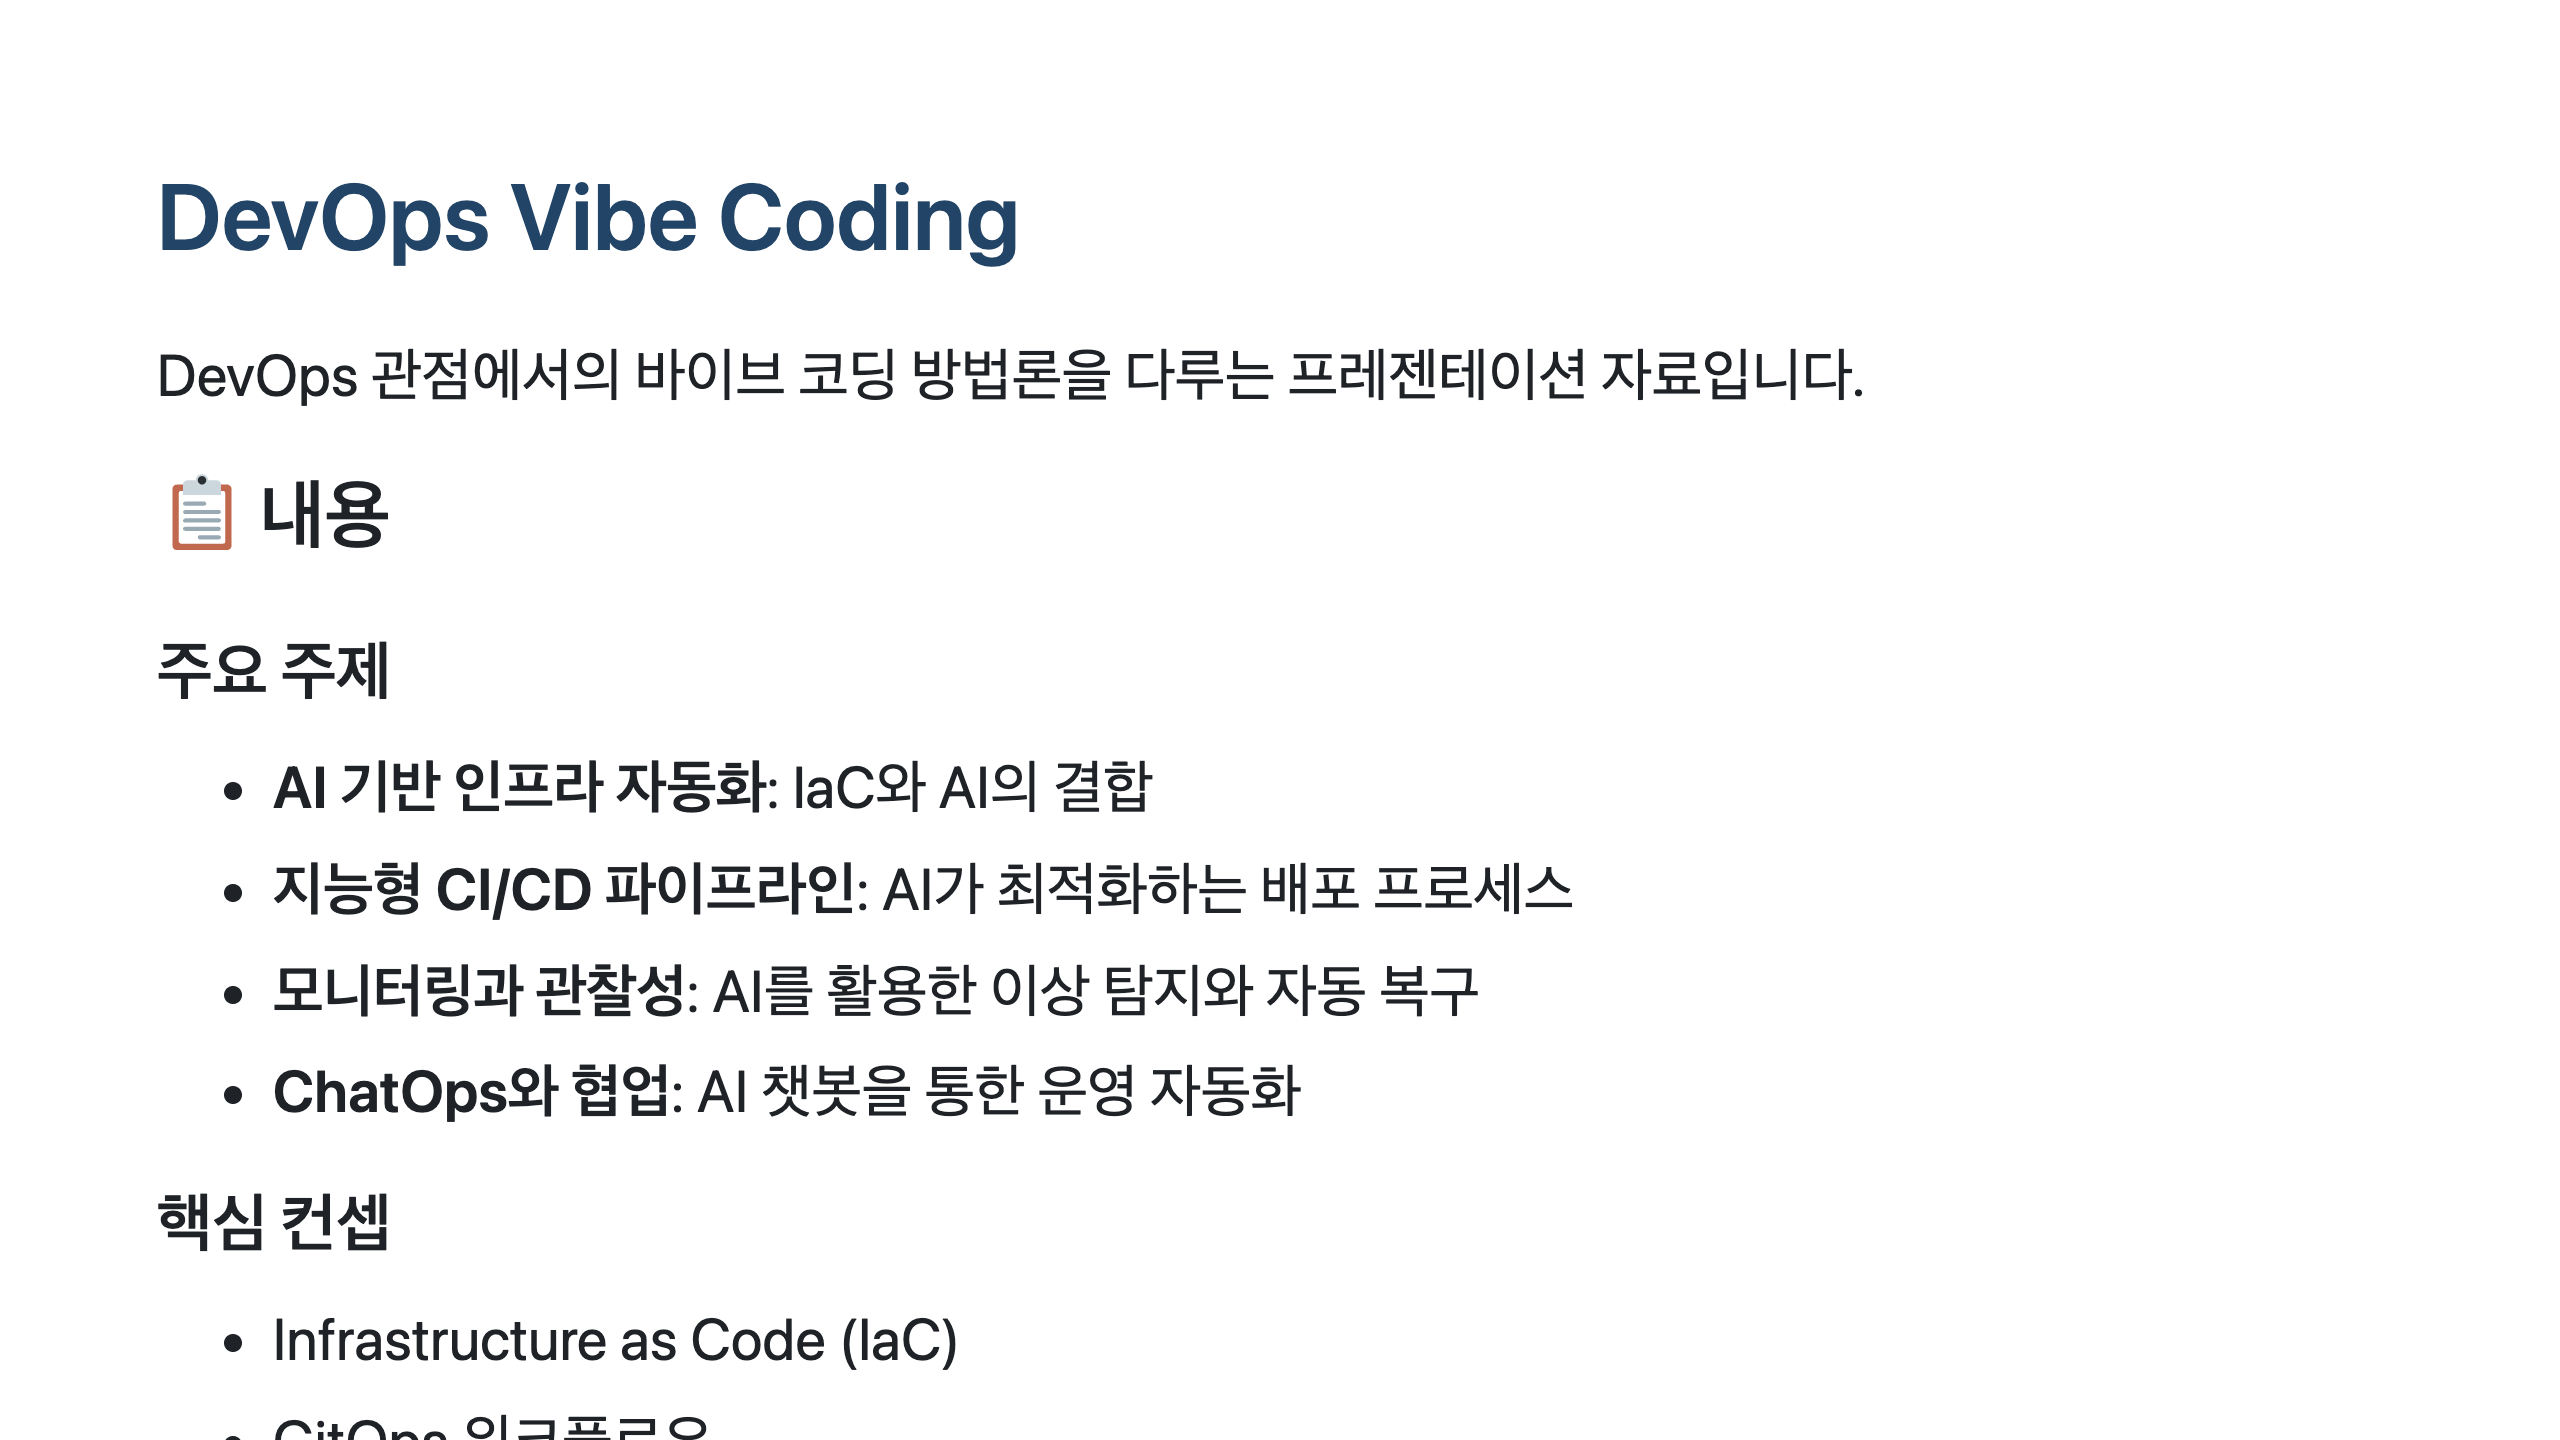 DevOps Vibe Coding
DevOps 관점에서의 바이브 코딩 방법론을 다루는 프레젠테이션 자료입니다.
📋 내용
주요 주제
• AI 기반 인프라 자동화: IaC와 AI의 결합
• 지능형 CI/CD 파이프라인: AI가 최적화하는 배포 프로세스
• 모니터링과 관찰성: AI를 활용한 이상 탐지와 자동 복구
• ChatOps와 협업: AI 챗봇을 통한 운영 자동화
핵심 컨셉
• Infrastructure as Code (IaC)
• GitOps 워크플로우